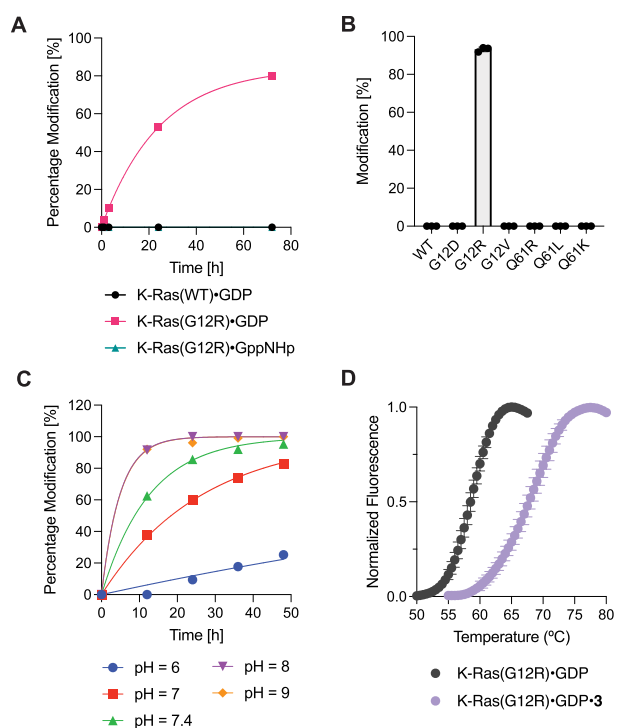 A
Percentage Modification [%]
100
80
60
40
20
0
0 20 40 60 80
Time [h]
K-Ras(WT)•GDP
K-Ras(G12R)•GDP
K-Ras(G12R)•GppNHp
B
Modification [%]
100
80
60
40
20
0
WT G12D G12R G12V Q61R Q61L Q61K
C
Percentage Modification [%]
120
100
80
60
40
20
0
0 10 20 30 40 50
Time [h]
pH = 6
pH = 7
pH = 7.4
pH = 8
pH = 9
D
Normalized Fluorescence
1.0
0.5
0.0
50 55 60 65 70 75 80
Temperature (ºC)
K-Ras(G12R)•GDP
K-Ras(G12R)•GDP•3